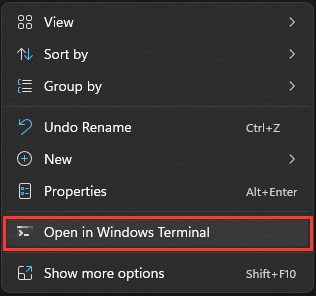 View
Sort by
Group by
Undo Rename Ctrl+Z
New
Properties Alt+Enter
Open in Windows Terminal
Show more options Shift+F10